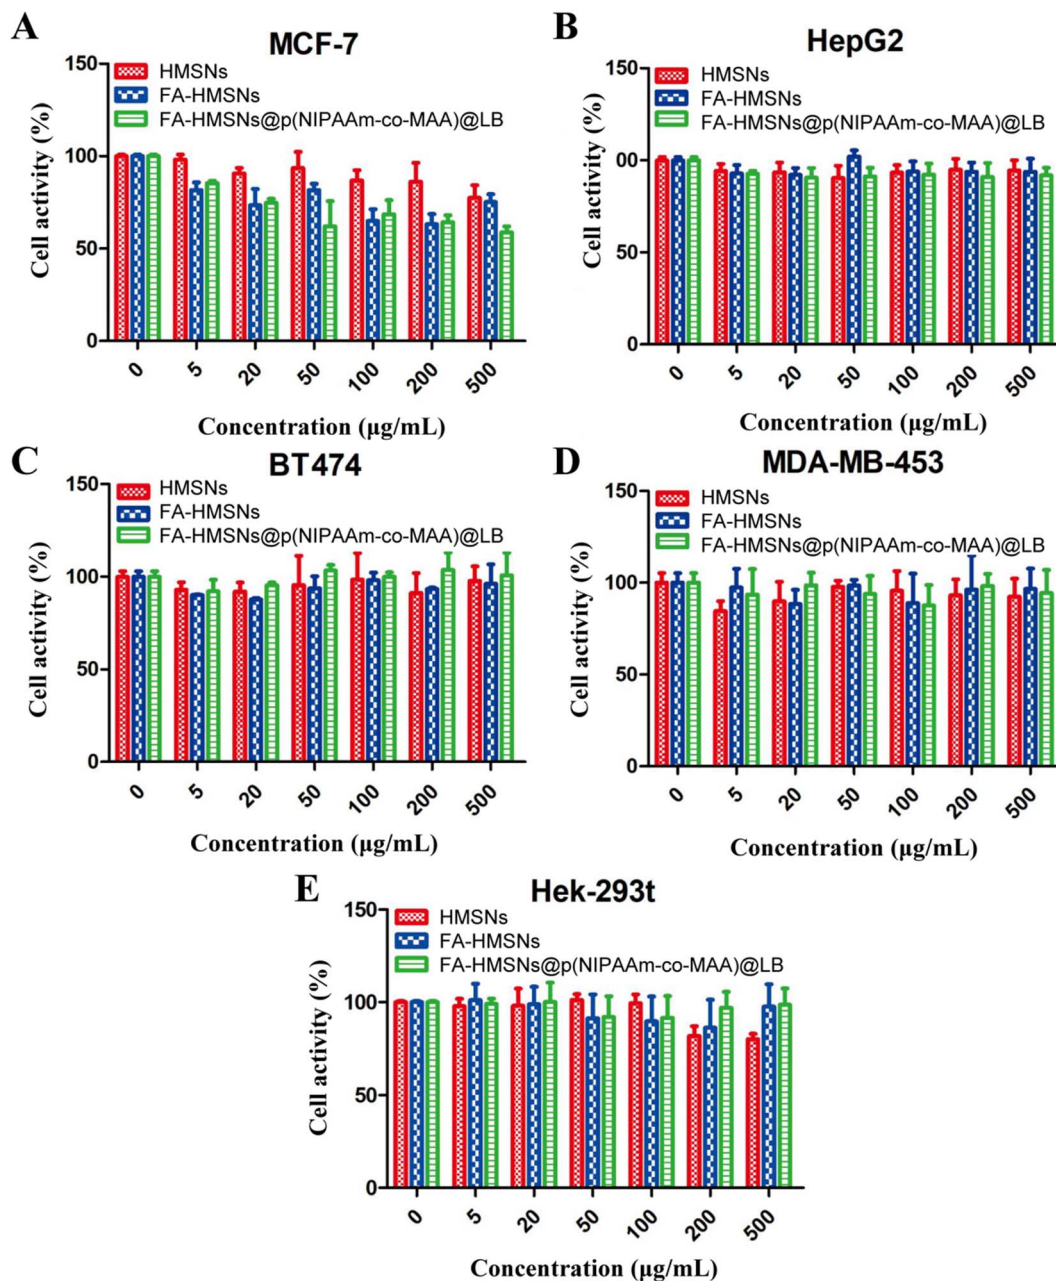 A
MCF-7
HMSNs
FA-HMSNs
FA-HMSNs@p(NIPAAm-co-MAA)@LB
Cell activity (%)
150
100
50
0
0 5 20 50 100 200 500
Concentration (µg/mL)
B
HepG2
HMSNs
FA-HMSNs
FA-HMSNs@p(NIPAAm-co-MAA)@LB
Cell activity (%)
150
00
50
0
0 5 20 50 100 200 500
Concentration (µg/mL)
C
BT474
HMSNs
FA-HMSNs
FA-HMSNs@p(NIPAAm-co-MAA)@LB
Cell activity (%)
150
100
50
0
0 5 20 50 100 200 500
Concentration (µg/mL)
D
MDA-MB-453
HMSNs
FA-HMSNs
FA-HMSNs@p(NIPAAm-co-MAA)@LB
Cell activity (%)
150
100
50
0
0 5 20 50 100 200 500
Concentration (µg/mL)
E
Hek-293t
HMSNs
FA-HMSNs
FA-HMSNs@p(NIPAAm-co-MAA)@LB
Cell activity (%)
150
100
50
0
0 5 20 50 100 200 500
Concentration (µg/mL)